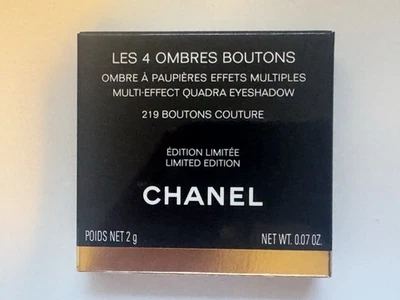 LES 4 OMBRES BOUTONS
OMBRE À PAUPIÈRES EFFETS MULTIPLES
MULTI-EFFECT QUADRA EYESHADOW
219 BOUTONS COUTURE
ÉDITION LIMITÉE
LIMITED EDITION
CHANEL
POIDS NET 2 g NET WT. 0.07 OZ.